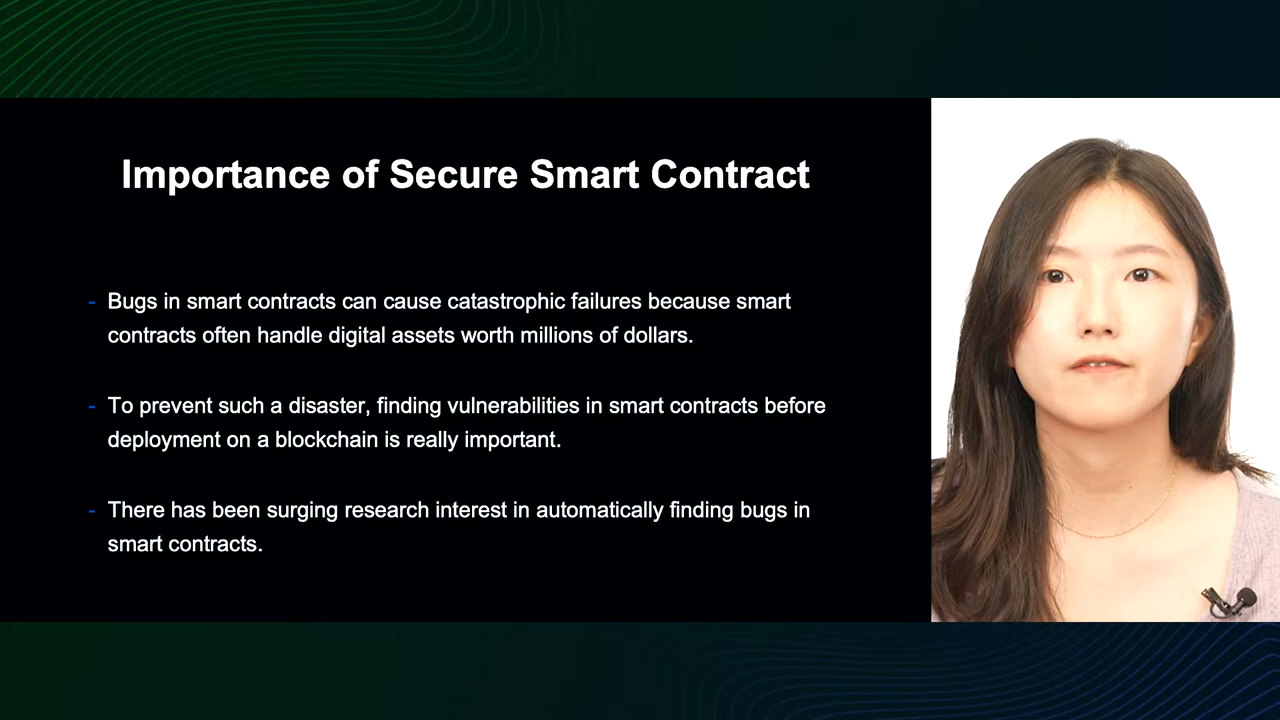 Importance of Secure Smart Contract
- Bugs in smart contracts can cause catastrophic failures because smart
contracts often handle digital assets worth millions of dollars.
- To prevent such a disaster, finding vulnerabilities in smart contracts before
deployment on a blockchain is really important.
- There has been surging research interest in automatically finding bugs in
smart contracts.